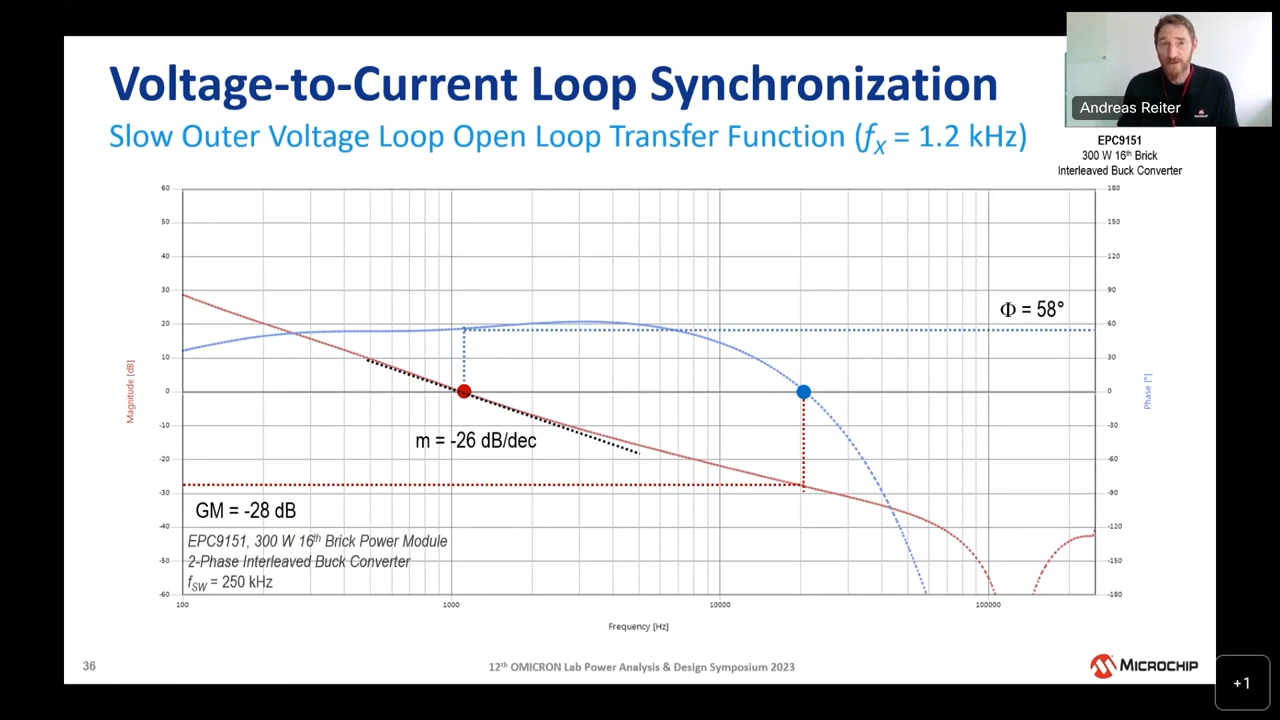 Voltage-to-Current Loop Synchronization
Slow Outer Voltage Loop Open Loop Transfer Function (fX = 1.2 kHz)
Andreas Reiter
EPC9151
300 W 16th Brick
Interleaved Buck Converter
60
50
40
30
20
10
0
-10
-20
-30
-40
-50
-60
Magnitude [dB]
180
150
120
90
60
30
0
-30
-60
-90
-120
-150
-180
Phase [°]
Φ = 58°
m = -26 dB/dec
GM = -28 dB
EPC9151, 300 W 16th Brick Power Module
2-Phase Interleaved Buck Converter
fSW = 250 kHz
100 1000 10000 100000
Frequency [Hz]
36
12th OMICRON Lab Power Analysis & Design Symposium 2023
MICROCHIP
+1